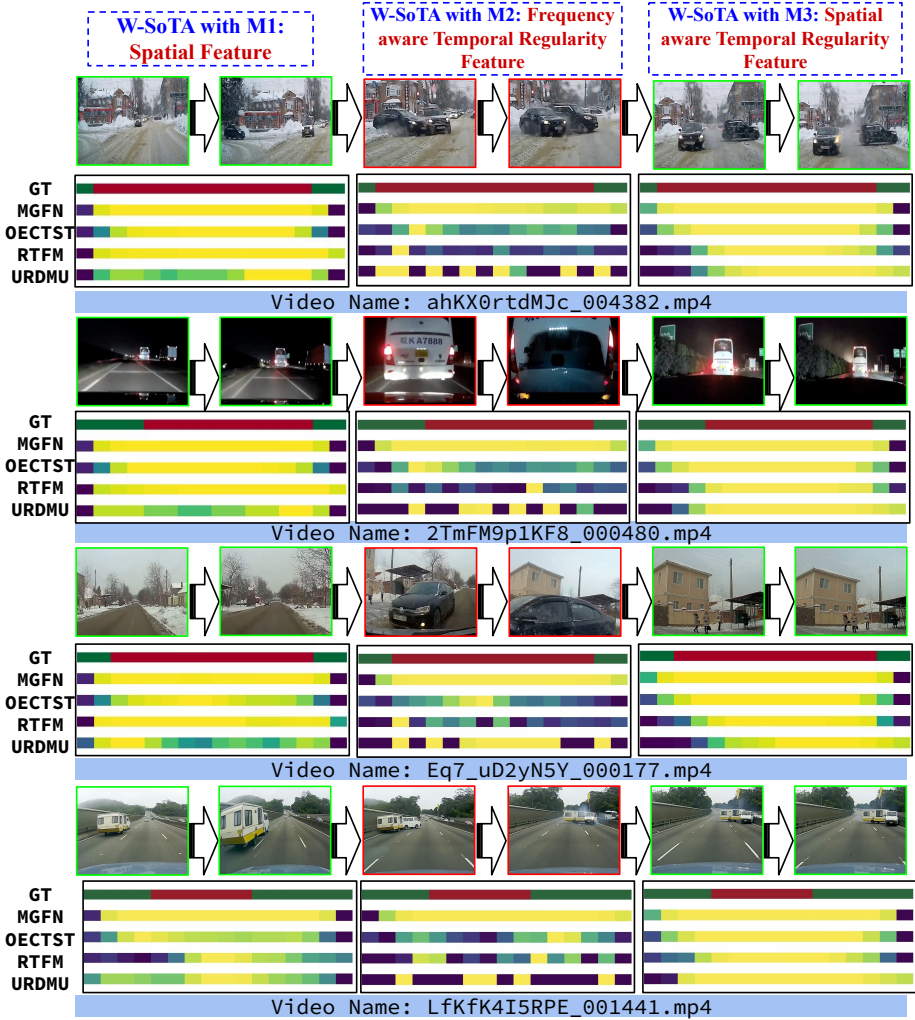 W-SoTA with M1:
Spatial Feature
W-SoTA with M2: Frequency
aware Temporal Regularity
Feature
W-SoTA with M3: Spatial
aware Temporal Regularity
Feature
GT
MGFN
OECTST
RTFM
URDMU
Video Name: ahKX0rtdMJc_004382.mp4
KA7888
GT
MGFN
OECTST
RTFM
URDMU
Video Name: 2TmFM9p1KF8_000480.mp4
GT
MGFN
OECTST
RTFM
URDMU
Video Name: Eq7_uD2yN5Y_000177.mp4
GT
MGFN
OECTST
RTFM
URDMU
Video Name: LfKfK4I5RPE_001441.mp4